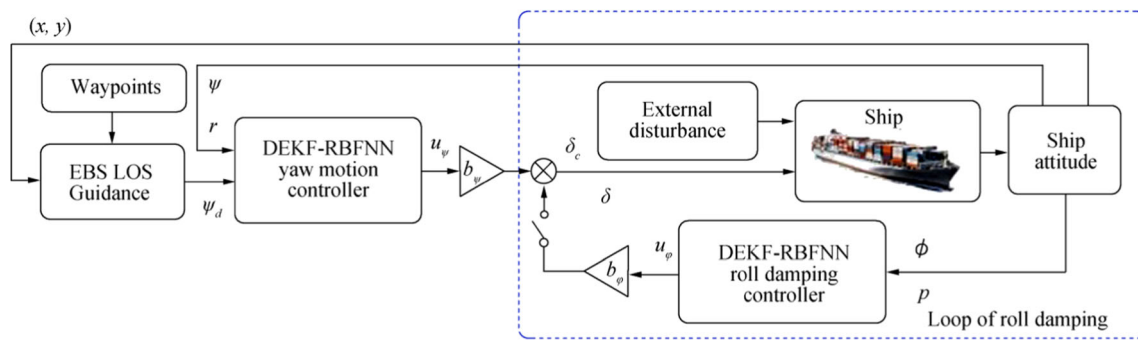 (x, y)
Waypoints
ψ
r
EBS LOS
Guidance
ψd
DEKF-RBFNN
yaw motion
controller
uψ
bψ
δc
δ
External
disturbance
Ship
Ship
attitude
uφ
bφ
DEKF-RBFNN
roll damping
controller
ϕ
p
Loop of roll damping